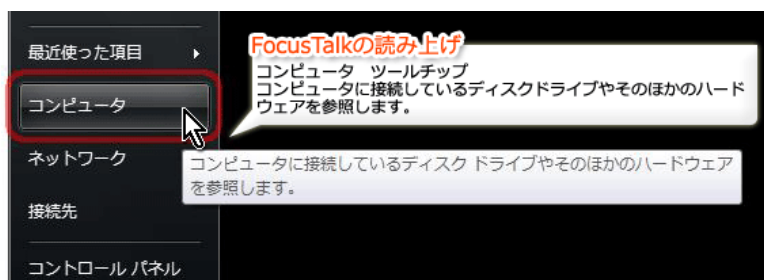 最近使った項目
コンピュータ
ネットワーク
接続先
コントロール パネル
FocusTalkの読み上げ
コンピュータ　ツールチップ
コンピュータに接続しているディスクドライブやそのほかのハード
ウェアを参照します。
コンピュータに接続しているディスク ドライブやそのほかのハードウェア
を参照します。